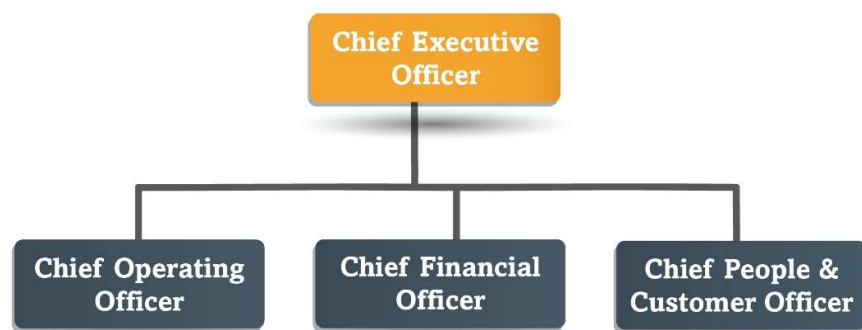 Chief Executive
Officer
Chief Operating
Officer
Chief Financial
Officer
Chief People &
Customer Officer